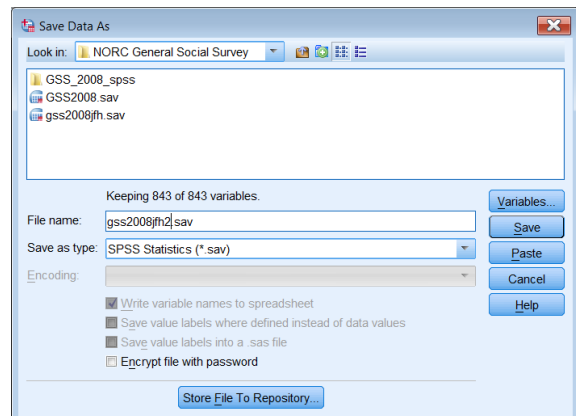 Save Data As
Look in: NORC General Social Survey
GSS_2008_spss
GSS2008.sav
gss2008jfh.sav
Keeping 843 of 843 variables.
Variables...
File name: gss2008jfh2.sav
Save
Save as type: SPSS Statistics (*.sav)
Paste
Encoding:
Cancel
Write variable names to spreadsheet
Help
Save value labels where defined instead of data values
Save value labels into a .sas file
Encrypt file with password
Store File To Repository...